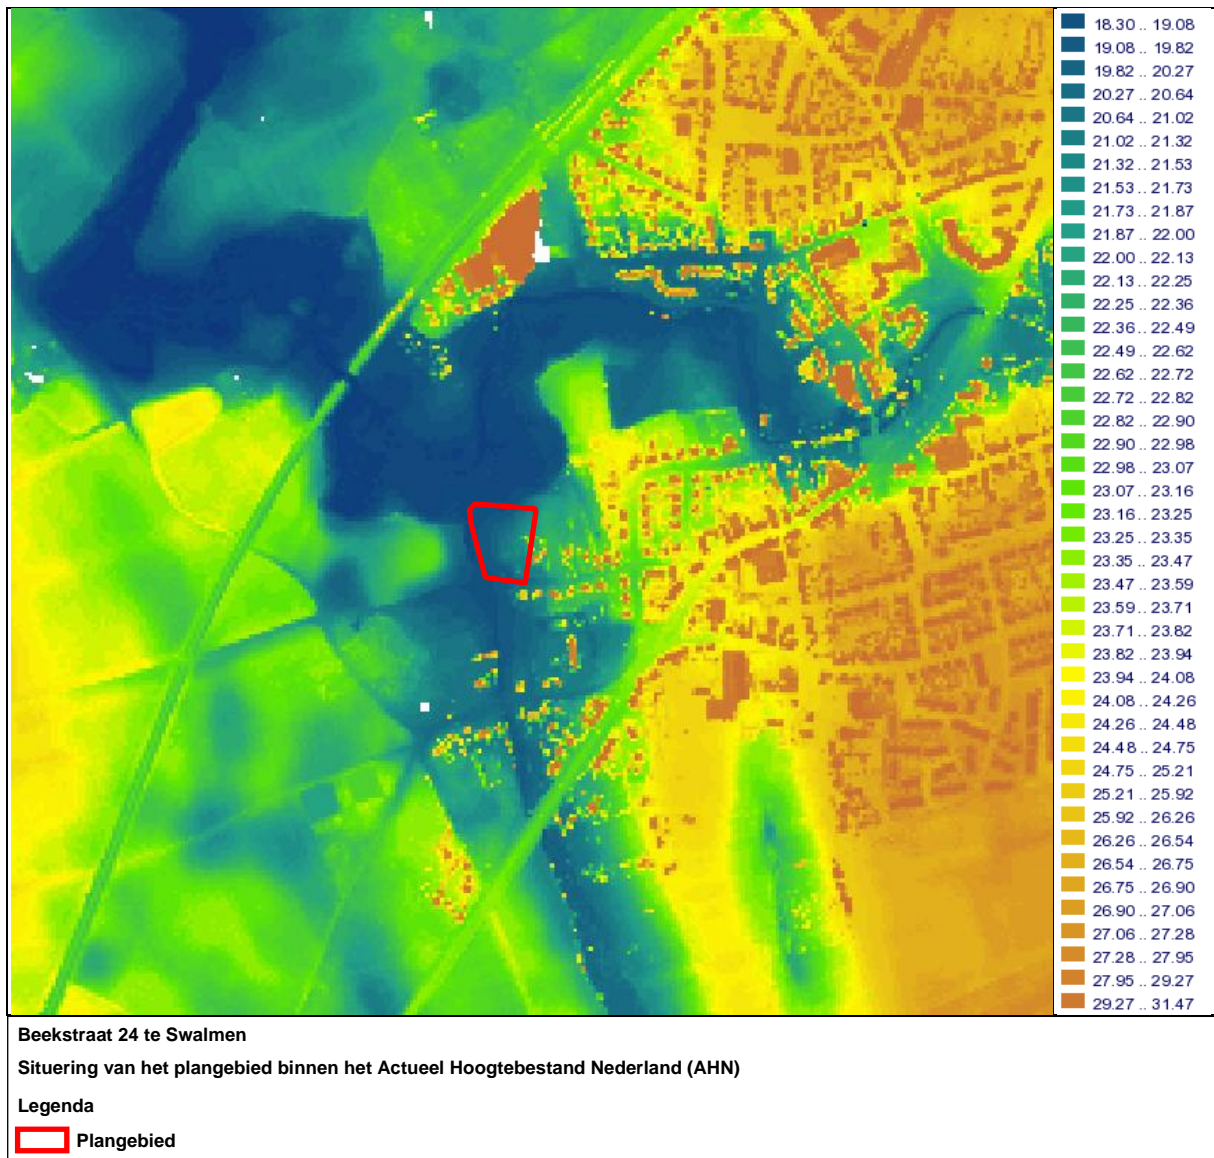 18.30 .. 19.08
19.08 .. 19.82
19.82 .. 20.27
20.27 .. 20.64
20.64 .. 21.02
21.02 .. 21.32
21.32 .. 21.53
21.53 .. 21.73
21.73 .. 21.87
21.87 .. 22.00
22.00 .. 22.13
22.13 .. 22.25
22.25 .. 22.36
22.36 .. 22.49
22.49 .. 22.62
22.62 .. 22.72
22.72 .. 22.82
22.82 .. 22.90
22.90 .. 22.98
22.98 .. 23.07
23.07 .. 23.16
23.16 .. 23.25
23.25 .. 23.35
23.35 .. 23.47
23.47 .. 23.59
23.59 .. 23.71
23.71 .. 23.82
23.82 .. 23.94
23.94 .. 24.08
24.08 .. 24.26
24.26 .. 24.48
24.48 .. 24.75
24.75 .. 25.21
25.21 .. 25.92
25.92 .. 26.26
26.26 .. 26.54
26.54 .. 26.75
26.75 .. 26.90
26.90 .. 27.06
27.06 .. 27.28
27.28 .. 27.95
27.95 .. 29.27
29.27 .. 31.47
Beekstraat 24 te Swalmen
Situering van het plangebied binnen het Actueel Hoogtebestand Nederland (AHN)
Legenda
Plangebied